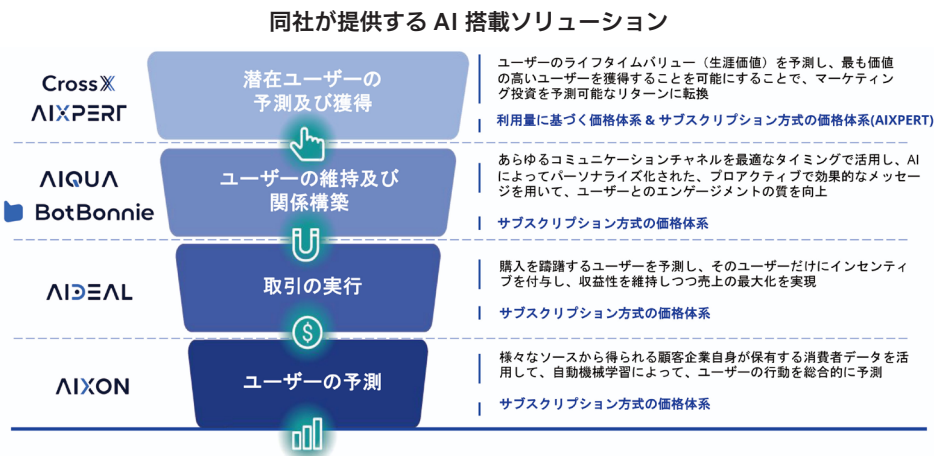 同社が提供する AI 搭載ソリューション
CrossX
AIXPERT
潜在ユーザーの
予測及び獲得
ユーザーのライフタイムバリュー（生涯価値）を予測し、最も価値
の高いユーザーを獲得することを可能にすることで、マーケティン
グ投資を予測可能なリターンに転換
利用量に基づく価格体系 & サブスクリプション方式の価格体系(AIXPERT)
AIQUA
BotBonnie
ユーザーの維持及び
関係構築
あらゆるコミュニケーションチャネルを最適なタイミングで活用し、AI
によってパーソナライズ化された、プロアクティブで効果的なメッセー
ジを用いて、ユーザーとのエンゲージメントの質を向上
サブスクリプション方式の価格体系
AIDEAL
取引の実行
購入を躊躇するユーザーを予測し、そのユーザーだけにインセンティ
ブを付与し、収益性を維持しつつ売上の最大化を実現
サブスクリプション方式の価格体系
AIXON
ユーザーの予測
様々なソースから得られる顧客企業自身が保有する消費者データを活
用して、自動機械学習によって、ユーザーの行動を総合的に予測
サブスクリプション方式の価格体系